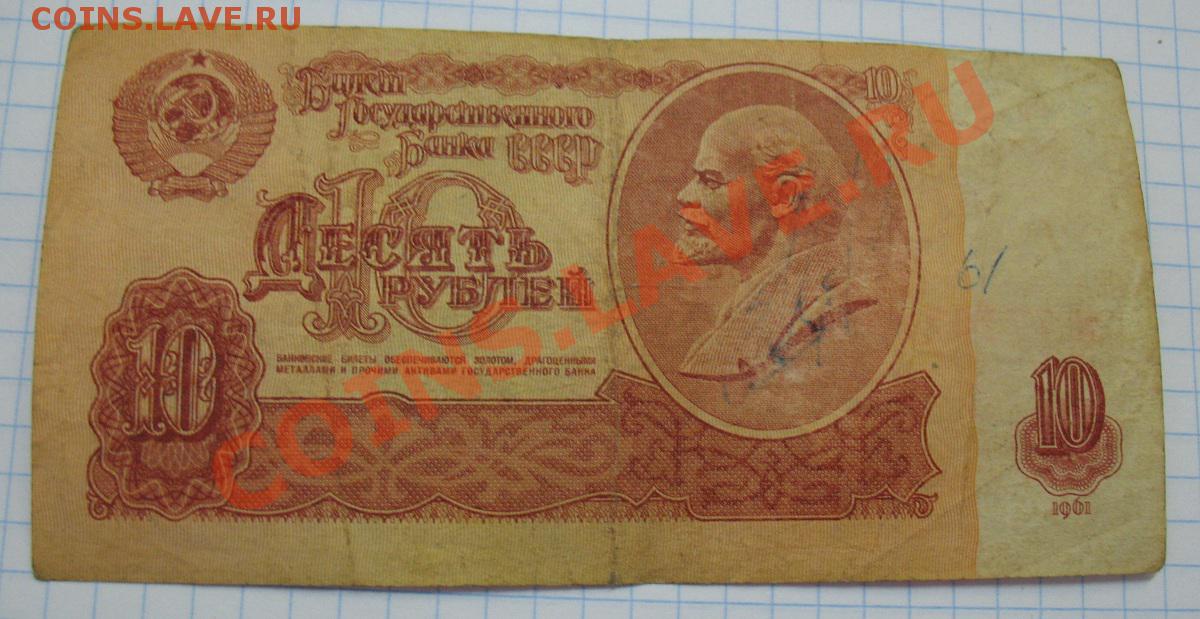 COINS.LAVE.RU
Билет
Государственного
Банка СССР
10
10
Десять
рублей
БАНКОВСКИЕ БИЛЕТЫ ОБЕСПЕЧИВАЮТСЯ ЗОЛОТОМ, ДРАГОЦЕННЫМИ
МЕТАЛЛАМИ И ПРОЧИМИ АКТИВАМИ ГОСУДАРСТВЕННОГО БАНКА
10
61
10
1961
COINS.LAVE.RU